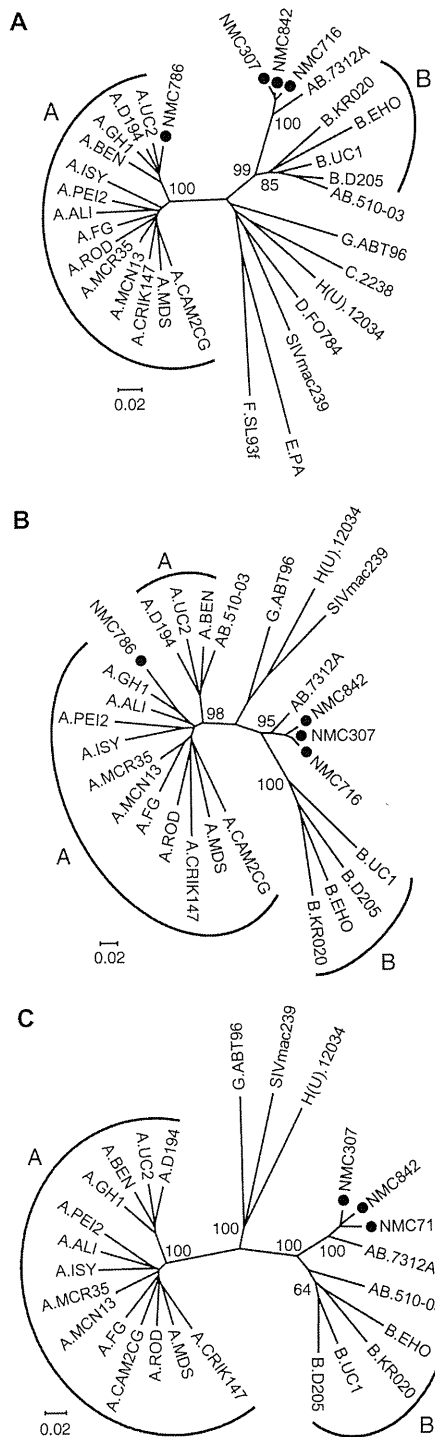 A
A
A.CAM2CG
A.MDS
A.CRIK147
A.MCN13
A.MCR35
A.ROD
A.FG
A.ALI
A.PEI2
A.ISY
A.BEN
A.GH1
A.D194
A.UC2
NMC786
100
NMC307
NMC842
NMC716
AB.7312A
100
B
B.KR020
B.EHO
B.UC1
B.D205
AB.510-03
99
85
G.ABT96
C.2238
H(U).12034
D.FO784
SIVmac239
E.PA
F.SL93f
0.02
B
A
A.D194
A.UC2
A.BEN
AB.510-03
NMC786
A.GH1
A.ALI
A.PEI2
A.ISY
A.MCR35
A.MCN13
A.FG
A.ROD
A.CRIK147
A.MDS
A.CAM2CG
A
98
G.ABT96
H(U).12034
SIVmac239
95
AB.7312A
NMC842
NMC307
NMC716
100
B.UC1
B.D205
B.EHO
B.KR020
B
0.02
C
A
A.D194
A.UC2
A.BEN
A.GH1
A.PEI2
A.ALI
A.ISY
A.MCR35
A.MCN13
A.FG
A.CAM2CG
A.ROD
A.MDS
A.CRIK147
100
G.ABT96
SIVmac239
H(U).12034
100
100
NMC307
NMC842
NMC71
100
AB.7312A
AB.510-0
64
B.EHO
B.KR020
B.UC1
B.D205
B
0.02